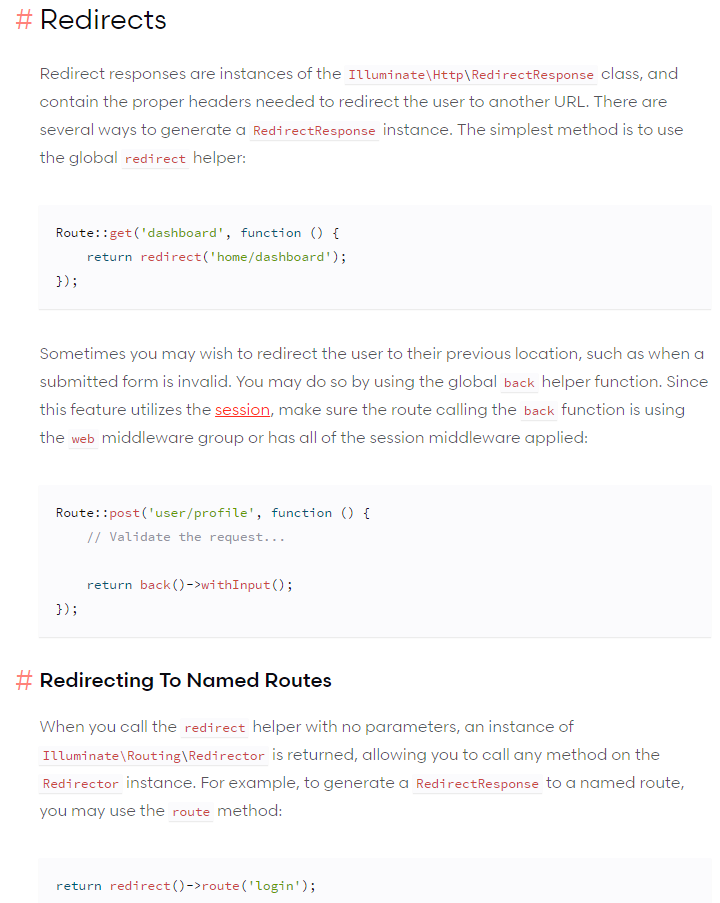 # Redirects
Redirect responses are instances of the Illuminate\Http\RedirectResponse class, and
contain the proper headers needed to redirect the user to another URL. There are
several ways to generate a RedirectResponse instance. The simplest method is to use
the global redirect helper:
Route::get('dashboard', function () {
    return redirect('home/dashboard');
});
Sometimes you may wish to redirect the user to their previous location, such as when a
submitted form is invalid. You may do so by using the global back helper function. Since
this feature utilizes the session, make sure the route calling the back function is using
the web middleware group or has all of the session middleware applied:
Route::post('user/profile', function () {
    // Validate the request...
    return back()->withInput();
});
# Redirecting To Named Routes
When you call the redirect helper with no parameters, an instance of
Illuminate\Routing\Redirector is returned, allowing you to call any method on the
Redirector instance. For example, to generate a RedirectResponse to a named route,
you may use the route method:
return redirect()->route('login');